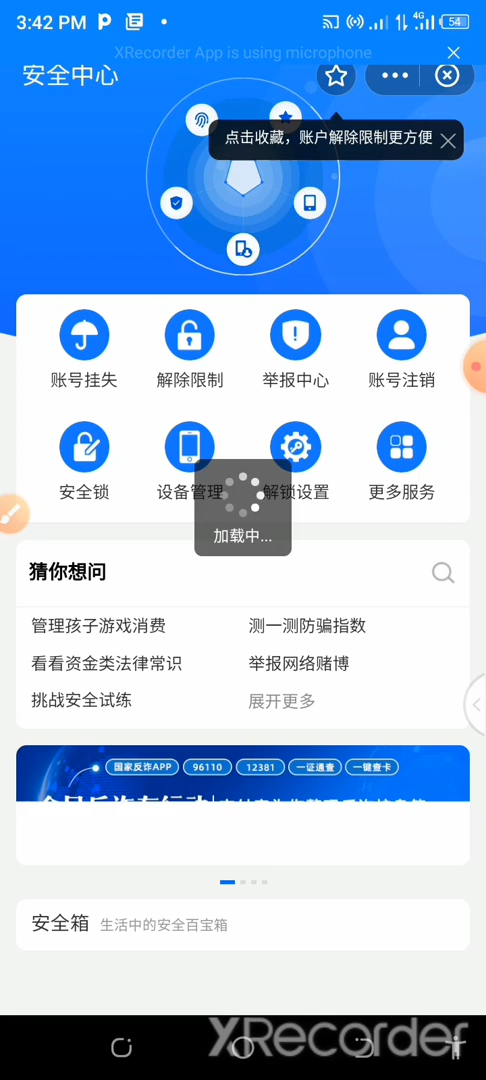 3:42 PM
4G
54
XRecorder App is using microphone
安全中心
点击收藏，账户解除限制更方便
账号挂失
解除限制
举报中心
账号注销
安全锁
设备管理
解锁设置
更多服务
加载中...
猜你想问
管理孩子游戏消费
测一测防骗指数
看看资金类法律常识
举报网络赌博
挑战安全试练
展开更多
国家反诈APP
96110
12381
一证通查
一键查卡
安全箱 生活中的安全百宝箱
XRecorder